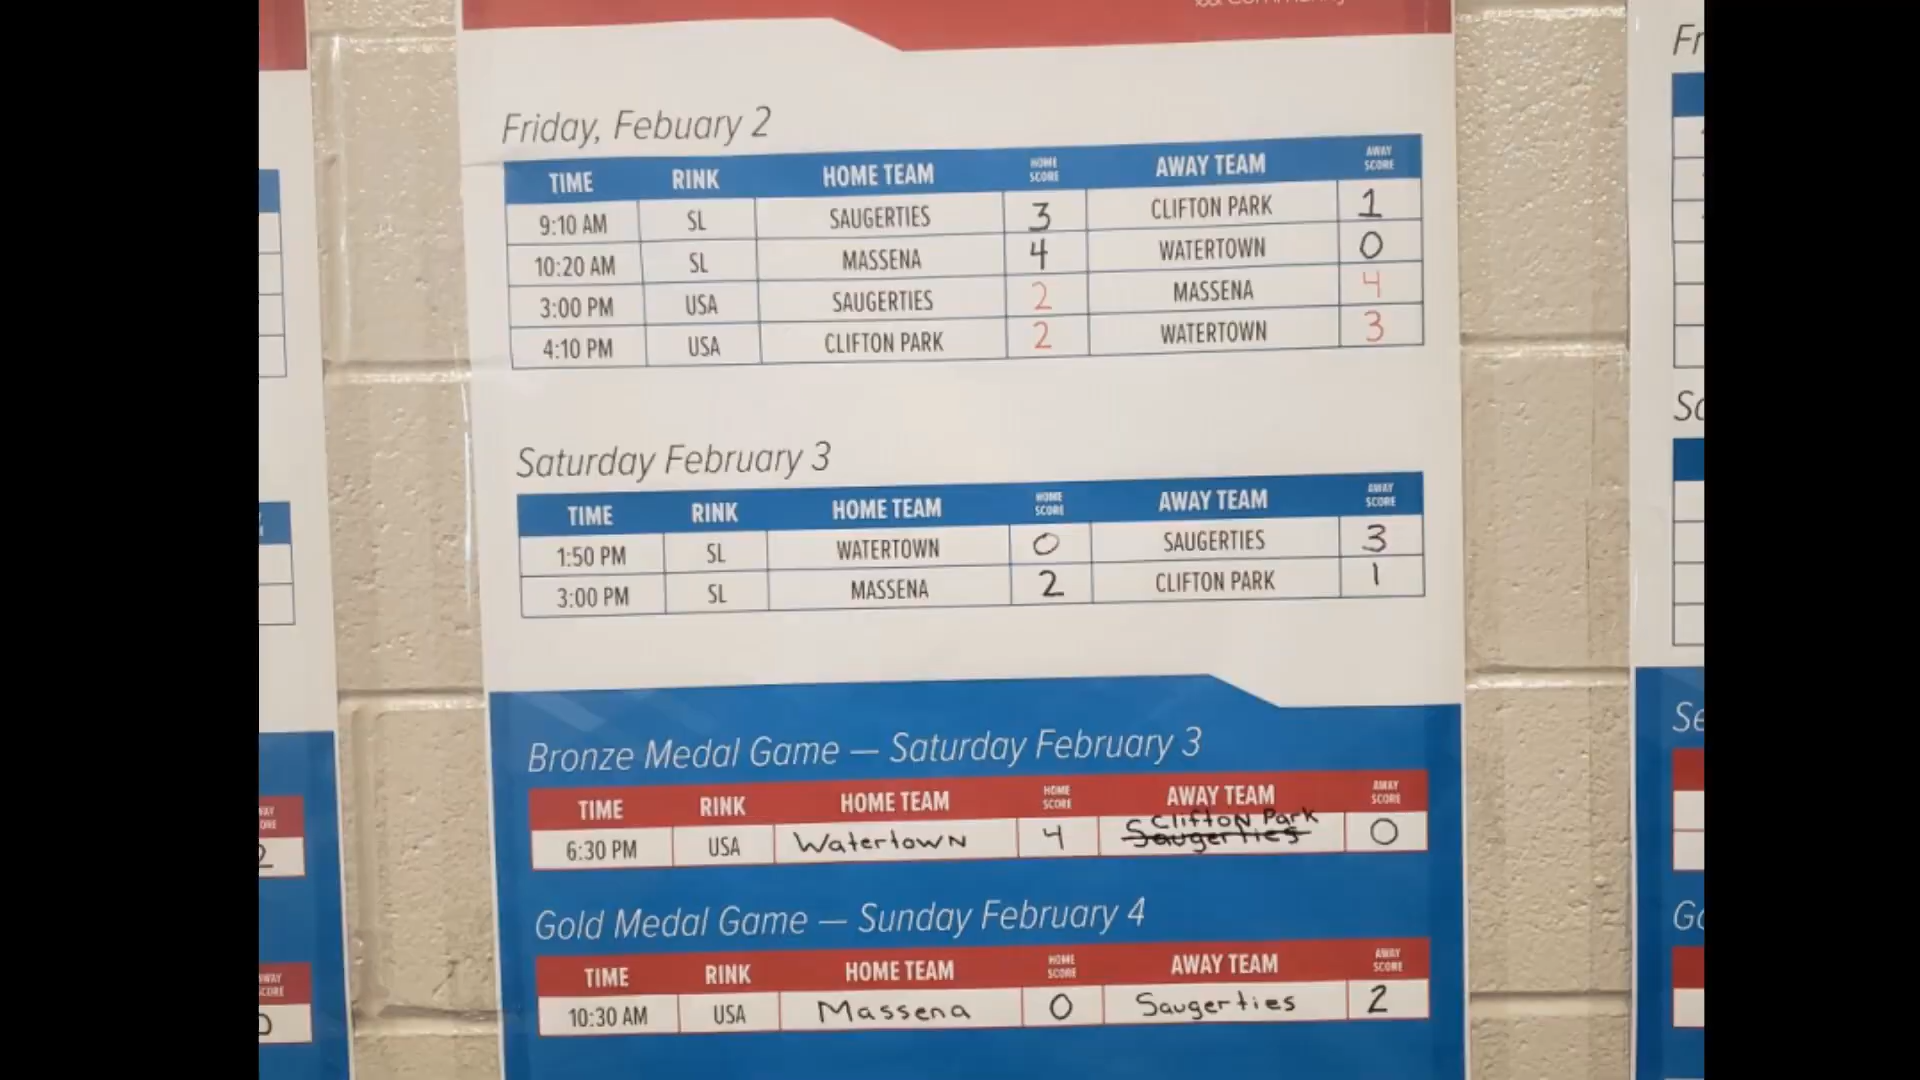 Friday, Febuary 2
TIME RINK HOME TEAM HOME SCORE AWAY TEAM AWAY SCORE
9:10 AM SL SAUGERTIES 3 CLIFTON PARK 1
10:20 AM SL MASSENA 4 WATERTOWN 0
3:00 PM USA SAUGERTIES 2 MASSENA 4
4:10 PM USA CLIFTON PARK 2 WATERTOWN 3
Saturday February 3
TIME RINK HOME TEAM HOME SCORE AWAY TEAM AWAY SCORE
1:50 PM SL WATERTOWN 0 SAUGERTIES 3
3:00 PM SL MASSENA 2 CLIFTON PARK 1
Bronze Medal Game — Saturday February 3
TIME RINK HOME TEAM HOME SCORE AWAY TEAM AWAY SCORE
Clifton Park
6:30 PM USA Watertown 4 Saugerties 0
Gold Medal Game — Sunday February 4
TIME RINK HOME TEAM HOME SCORE AWAY TEAM AWAY SCORE
10:30 AM USA Massena 0 Saugerties 2